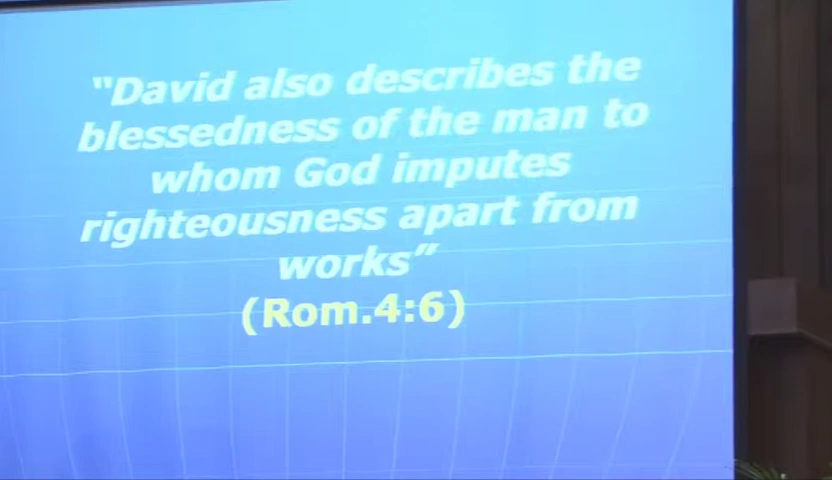 “David also describes the
blessedness of the man to
whom God imputes
righteousness apart from
works”
(Rom.4:6)